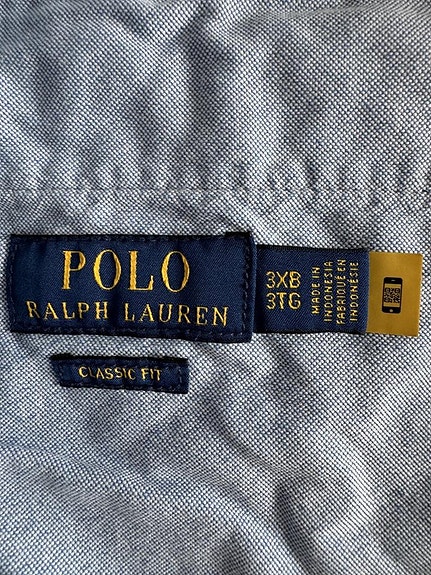 POLO
RALPH LAUREN
3XB
3TG
MADE IN
INDONESIA
FABRIQUÉ EN
INDONÉSIE
CLASSIC FIT